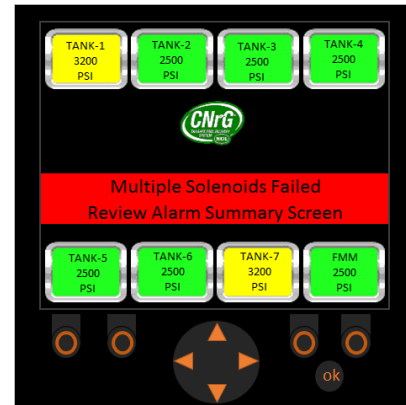 TANK-1
3200
PSI
TANK-2
2500
PSI
TANK-3
2500
PSI
TANK-4
2500
PSI
CNrG
Multiple Solenoids Failed
Review Alarm Summary Screen
TANK-5
2500
PSI
TANK-6
2500
PSI
TANK-7
3200
PSI
FMM
2500
PSI
ok